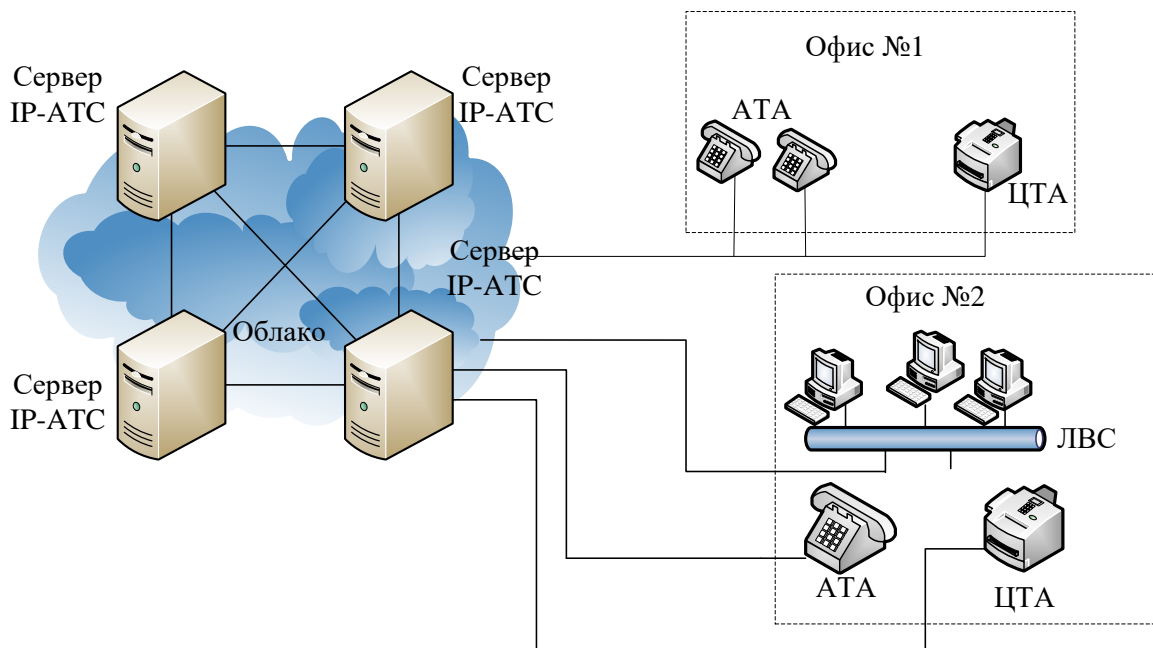 Офис №1
Сервер
IP-АТС
Сервер
IP-АТС
АТА
ЦТА
Сервер
IP-АТС
Офис №2
Облако
Сервер
IP-АТС
ЛВС
АТА
ЦТА